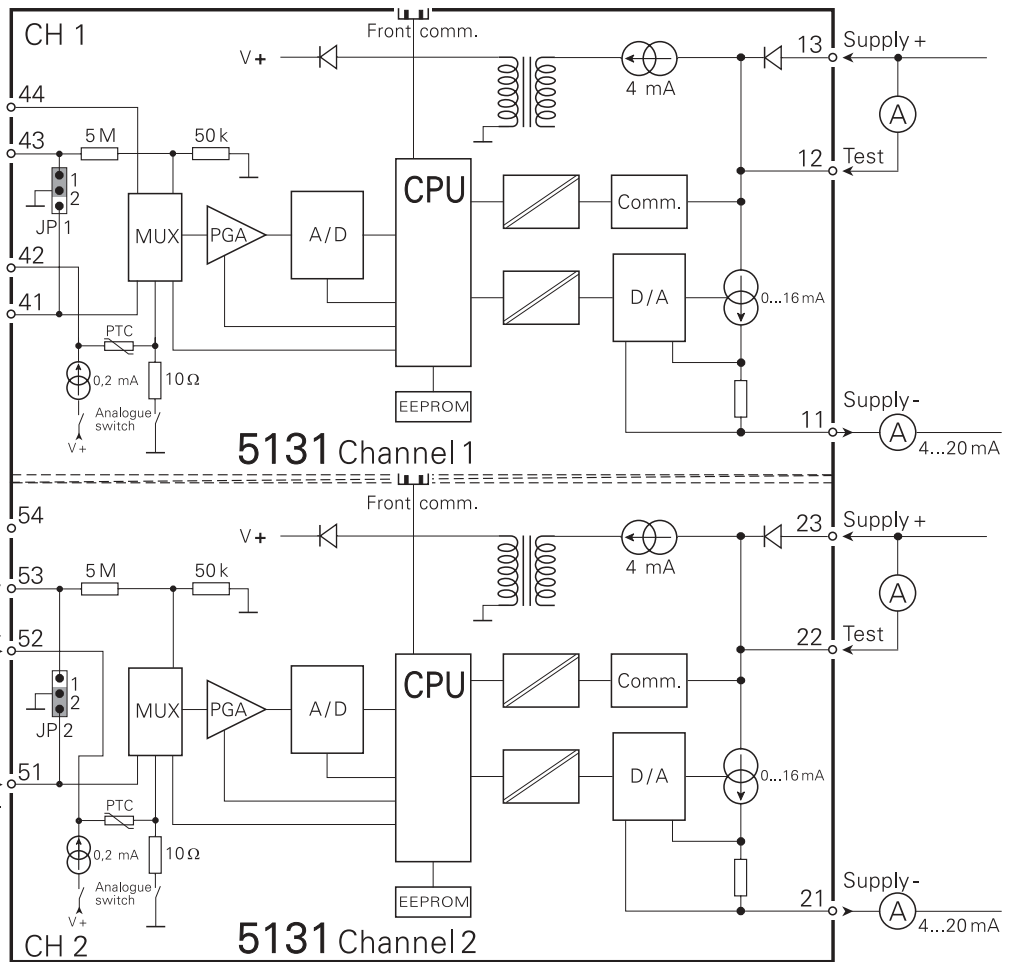 CH 1
Front comm.
13
Supply +
V+
4 mA
A
44
43
5 M
50 k
12
Test
1
2
JP 1
CPU
Comm.
MUX
PGA
A/D
42
D/A
0...16 mA
41
PTC
0,2 mA
10 Ω
Analogue
switch
V+
EEPROM
Supply-
11
A
4...20 mA
5131 Channel 1
Front comm.
54
23
Supply +
V+
4 mA
A
53
5 M
50 k
52
22
Test
1
2
JP 2
CPU
Comm.
MUX
PGA
A/D
51
D/A
0...16 mA
PTC
0,2 mA
10 Ω
Analogue
switch
V+
EEPROM
Supply-
21
A
4...20 mA
CH 2
5131 Channel 2